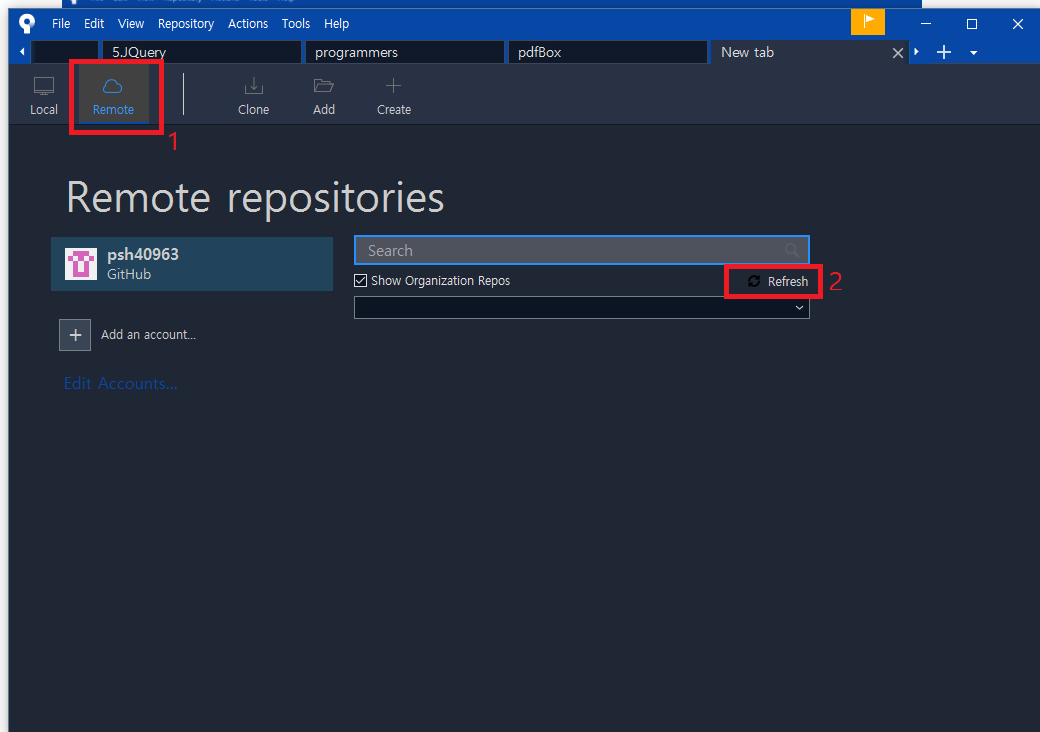 File Edit View Repository Actions Tools Help
5.JQuery programmers pdfBox New tab
Local Remote Clone Add Create
1
Remote repositories
psh40963
GitHub
Search
Show Organization Repos Refresh 2
Add an account...
Edit Accounts...